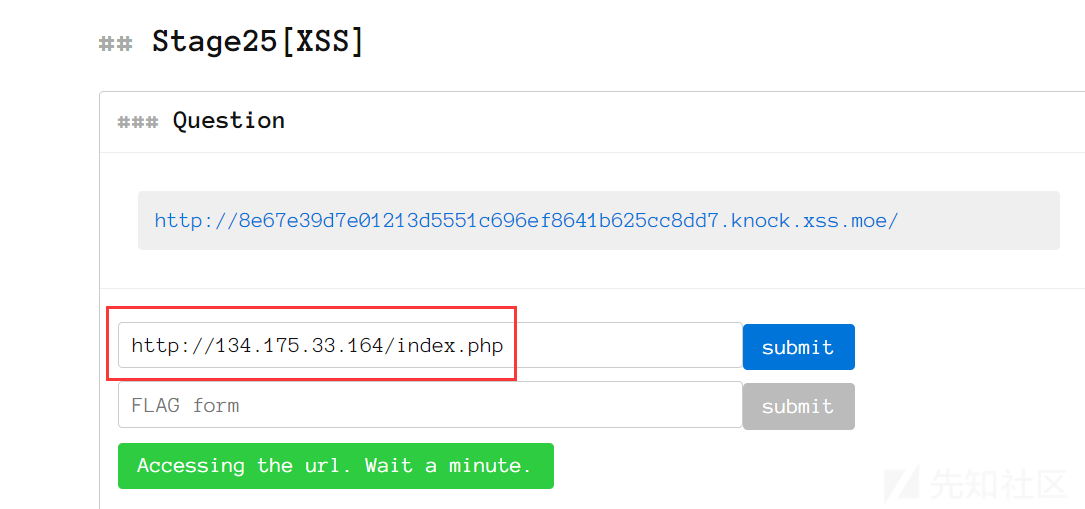 ## Stage25[XSS]
### Question
http://8e67e39d7e01213d5551c696ef8641b625cc8dd7.knock.xss.moe/
http://134.175.33.164/index.php
submit
FLAG form
submit
Accessing the url. Wait a minute.
先知社区